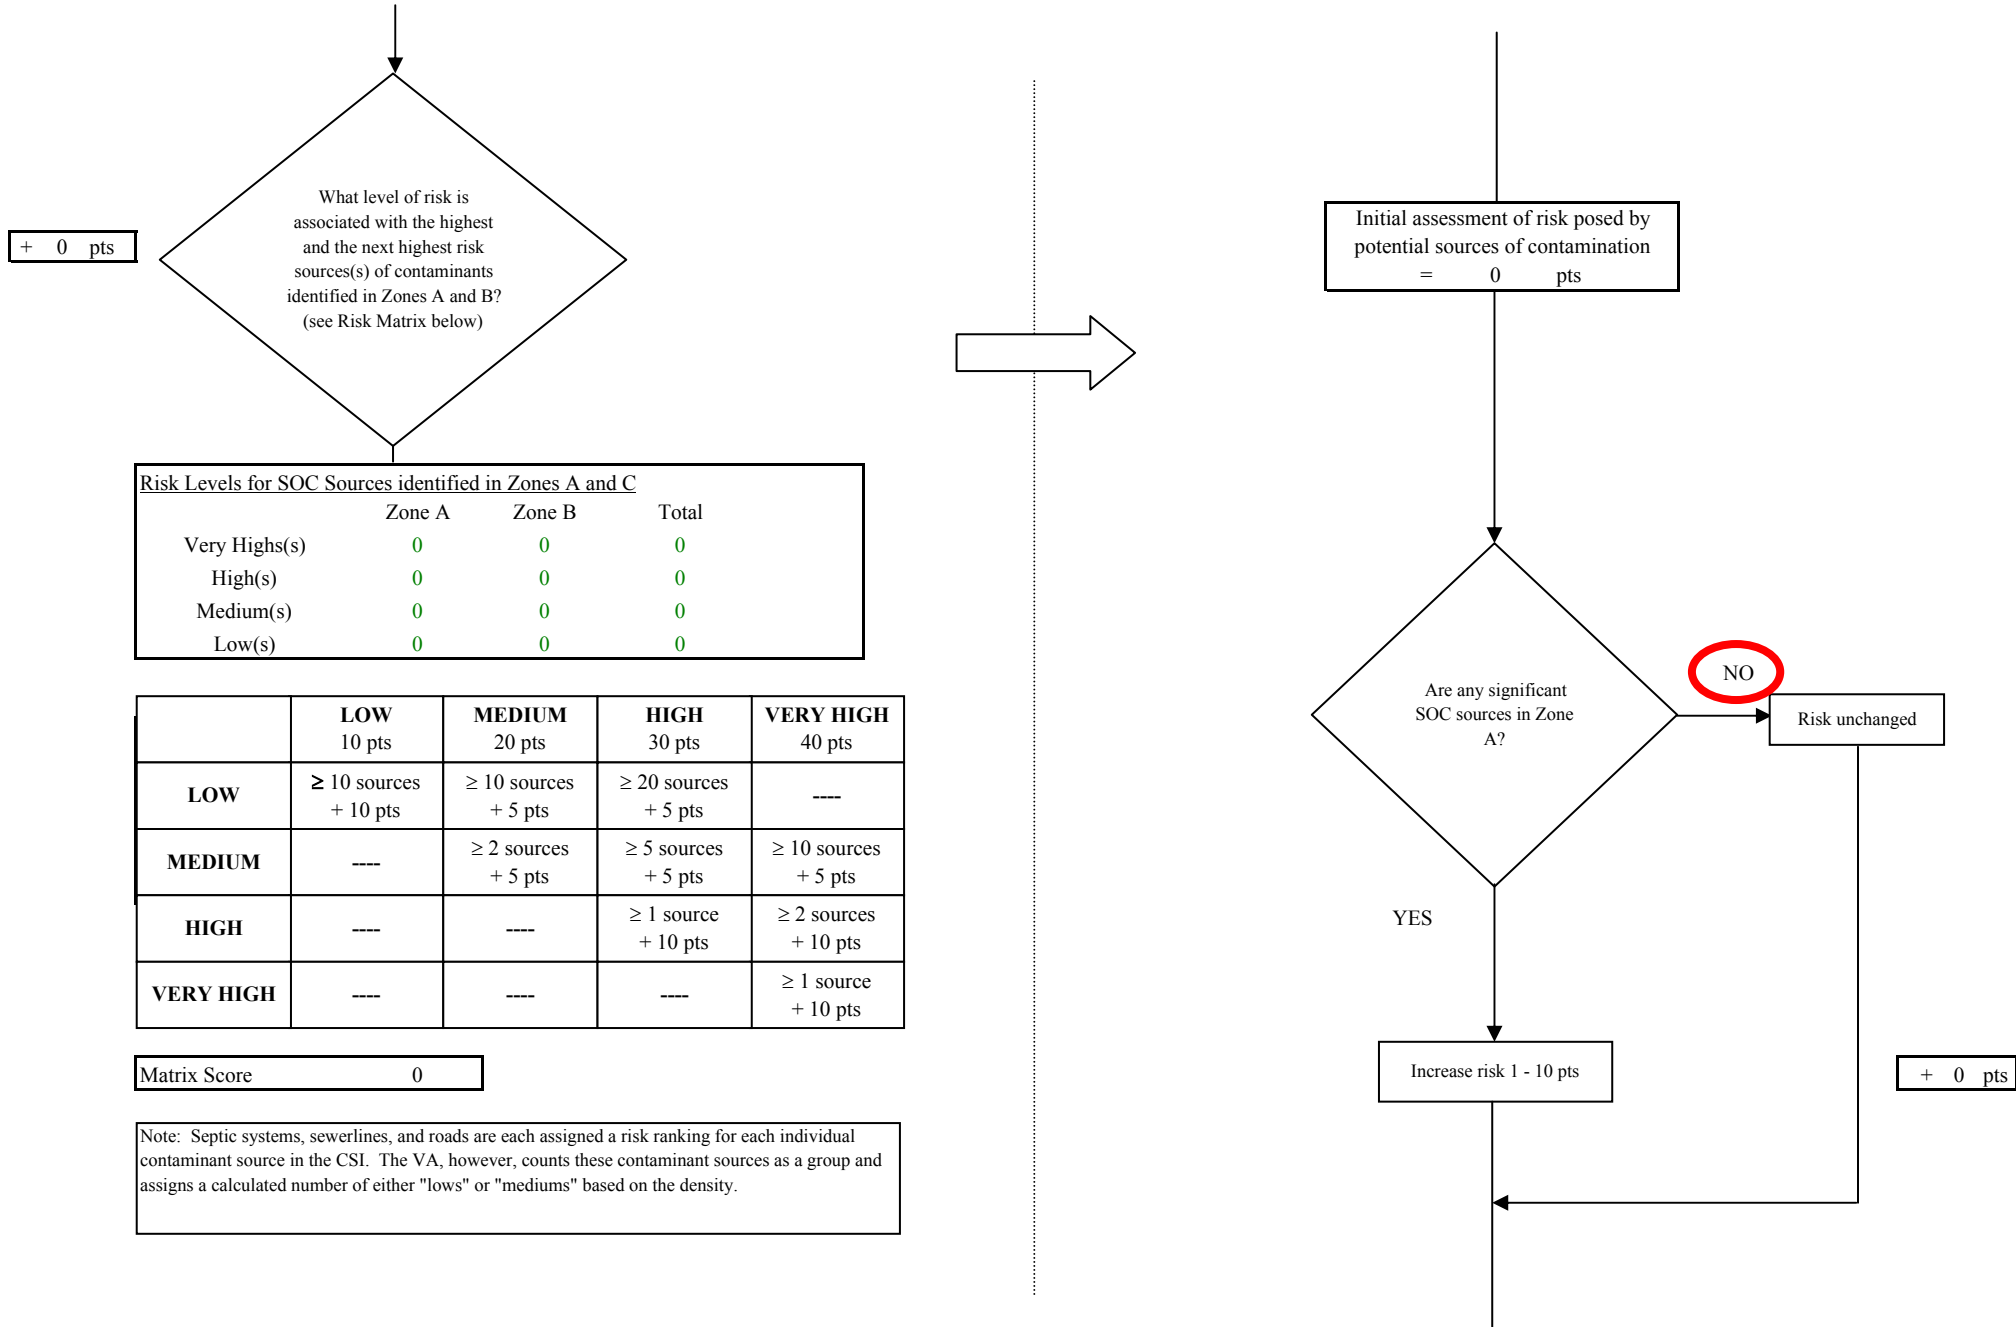 What level of risk is
associated with the highest
and the next highest risk
sources(s) of contaminants
identified in Zones A and B?
(see Risk Matrix below)
+ 0 pts
Risk Levels for SOC Sources identified in Zones A and C
Zone A Zone B Total
Very Highs(s) 0 0 0
High(s) 0 0 0
Medium(s) 0 0 0
Low(s) 0 0 0
LOW MEDIUM HIGH VERY HIGH
10 pts 20 pts 30 pts 40 pts
LOW ≥ 10 sources ≥ 10 sources ≥ 20 sources ----
+ 10 pts + 5 pts + 5 pts
MEDIUM ---- ≥ 2 sources ≥ 5 sources ≥ 10 sources
+ 5 pts + 5 pts + 5 pts
HIGH ---- ---- ≥ 1 source ≥ 2 sources
+ 10 pts + 10 pts
VERY HIGH ---- ---- ---- ≥ 1 source
+ 10 pts
Matrix Score 0
Note: Septic systems, sewerlines, and roads are each assigned a risk ranking for each individual
contaminant source in the CSI. The VA, however, counts these contaminant sources as a group and
assigns a calculated number of either "lows" or "mediums" based on the density.
Initial assessment of risk posed by
potential sources of contamination
= 0 pts
Are any significant
SOC sources in Zone
A?
NO
Risk unchanged
YES
Increase risk 1 - 10 pts
+ 0 pts